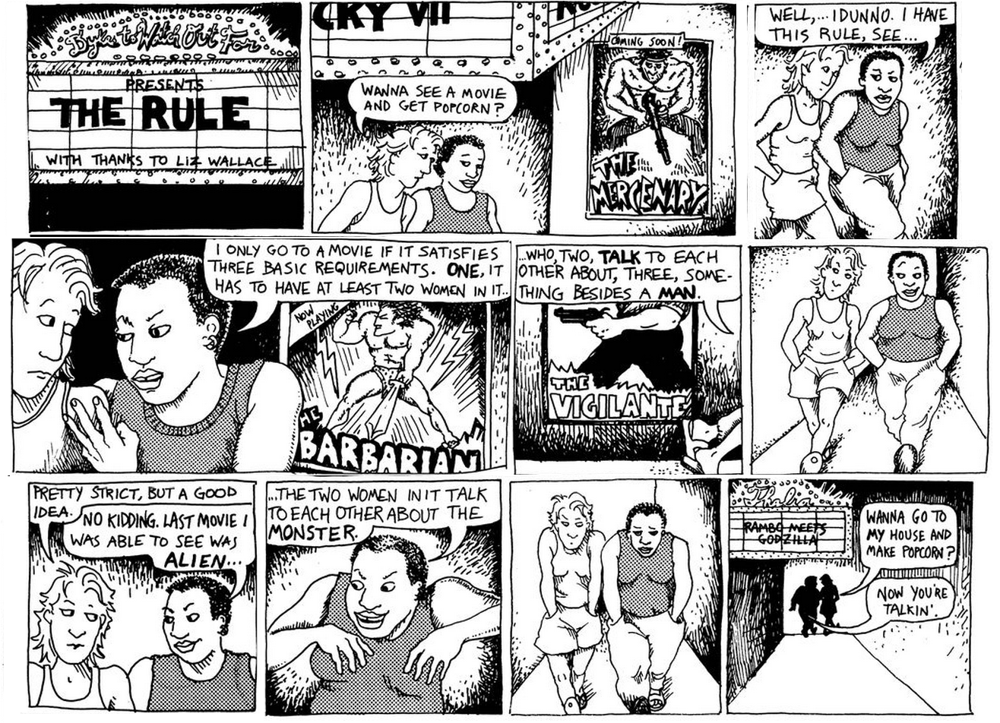 Dykes to Watch Out For
PRESENTS
THE RULE
WITH THANKS TO LIZ WALLACE
CKY VII
WANNA SEE A MOVIE
AND GET POPCORN?
COMING SOON!
THE
MERCENARY
WELL,... I DUNNO. I HAVE
THIS RULE, SEE...
I ONLY GO TO A MOVIE IF IT SATISFIES
THREE BASIC REQUIREMENTS. ONE, IT
HAS TO HAVE AT LEAST TWO WOMEN IN IT..
NOW
PLAYING
HE
BARBARIAN
...WHO, TWO, TALK TO EACH
OTHER ABOUT, THREE, SOME-
THING BESIDES A MAN.
THE
VIGILANTE
PRETTY STRICT, BUT A GOOD
IDEA.
NO KIDDING. LAST MOVIE I
WAS ABLE TO SEE WAS
ALIEN...
...THE TWO WOMEN IN IT TALK
TO EACH OTHER ABOUT THE
MONSTER.
RAMBO MEETS
GODZILLA
WANNA GO TO
MY HOUSE AND
MAKE POPCORN?
NOW YOU'RE
TALKIN'.